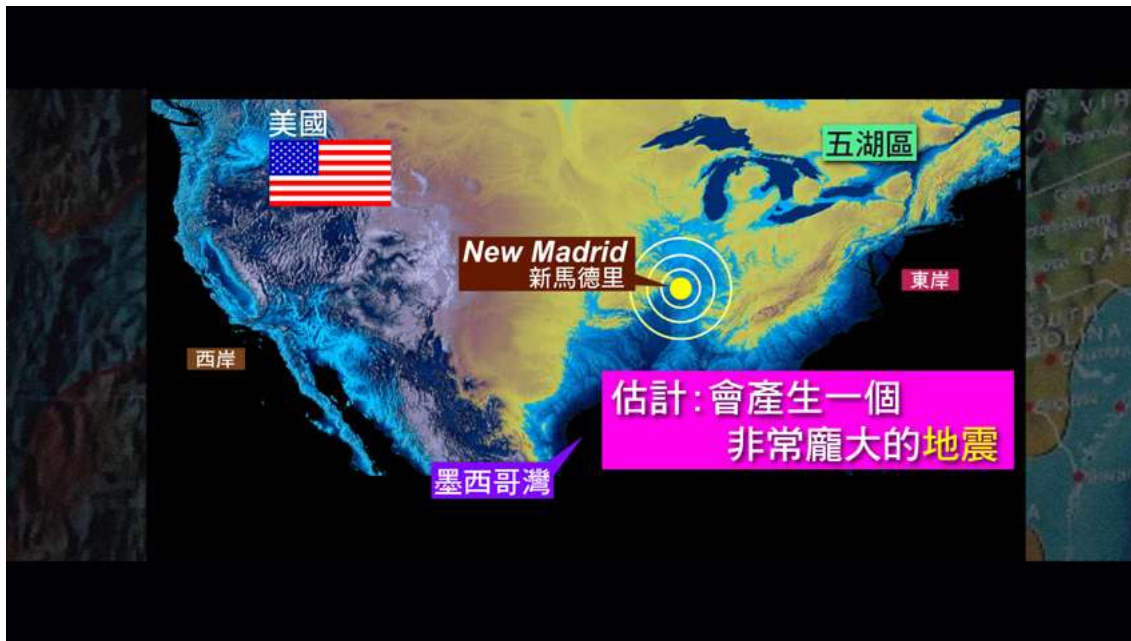 美國
五湖區
New Madrid
新馬德里
東岸
西岸
估計：會產生一個
非常龐大的地震
墨西哥灣